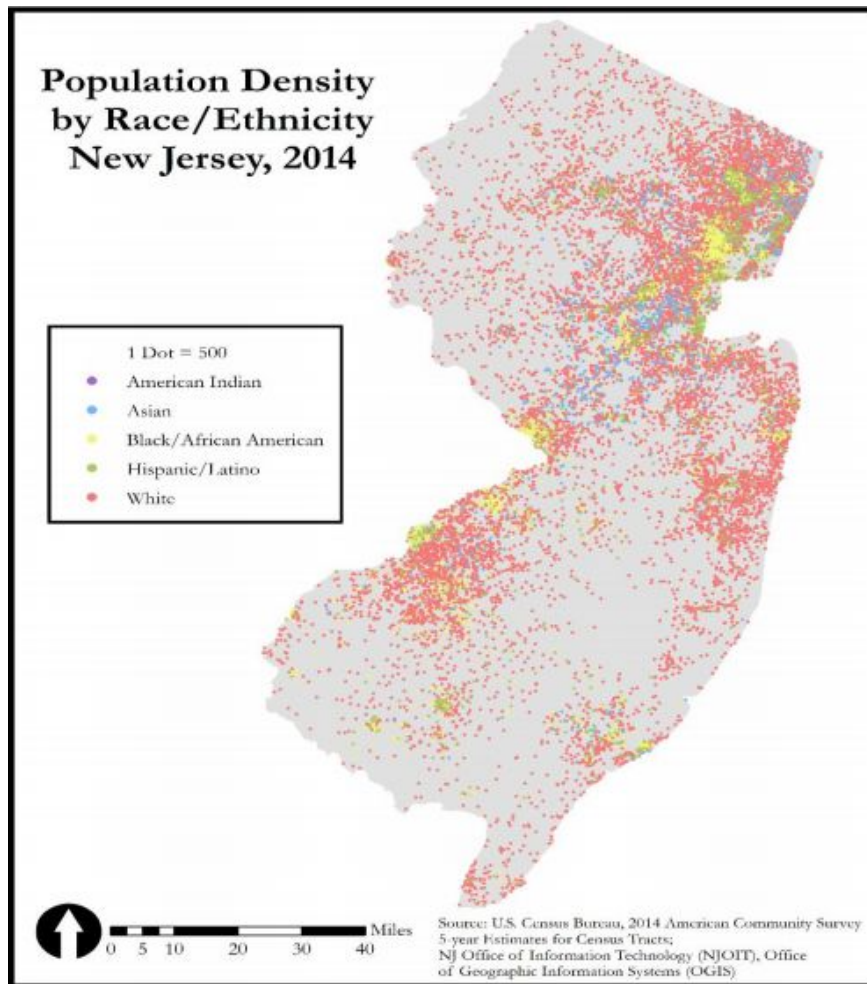 Population Density
by Race/Ethnicity
New Jersey, 2014
1 Dot = 500
American Indian
Asian
Black/African American
Hispanic/Latino
White
Miles
0 5 10 20 30 40
Source: U.S. Census Bureau, 2014 American Community Survey
5-year Estimates for Census Tracts;
NJ Office of Information Technology (NJOIT), Office
of Geographic Information Systems (OGIS)